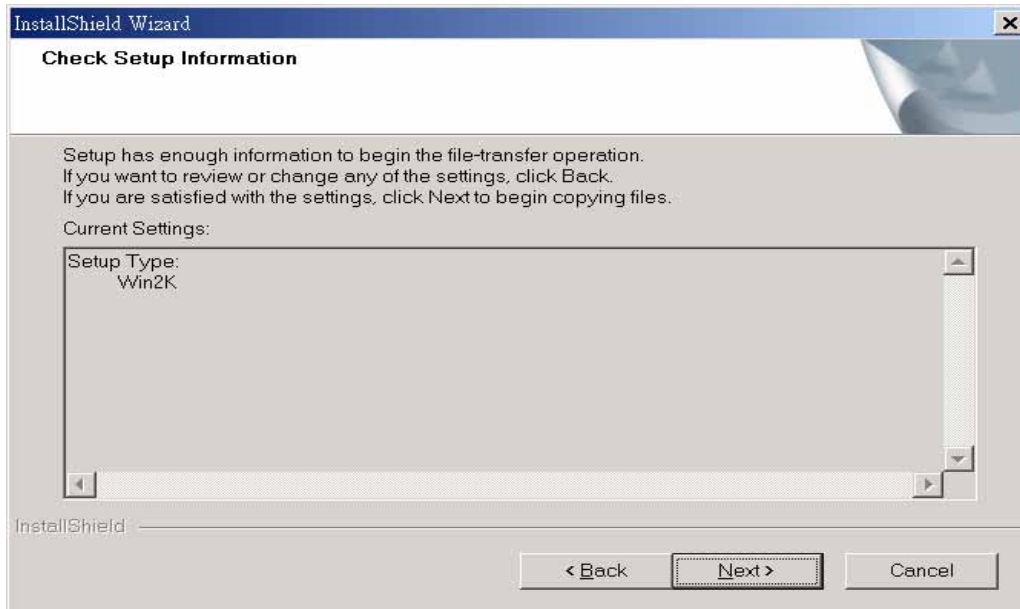 InstallShield Wizard
Check Setup Information
Setup has enough information to begin the file-transfer operation.
If you want to review or change any of the settings, click Back.
If you are satisfied with the settings, click Next to begin copying files.
Current Settings:
Setup Type:
Win2K
InstallShield
< Back
Next >
Cancel